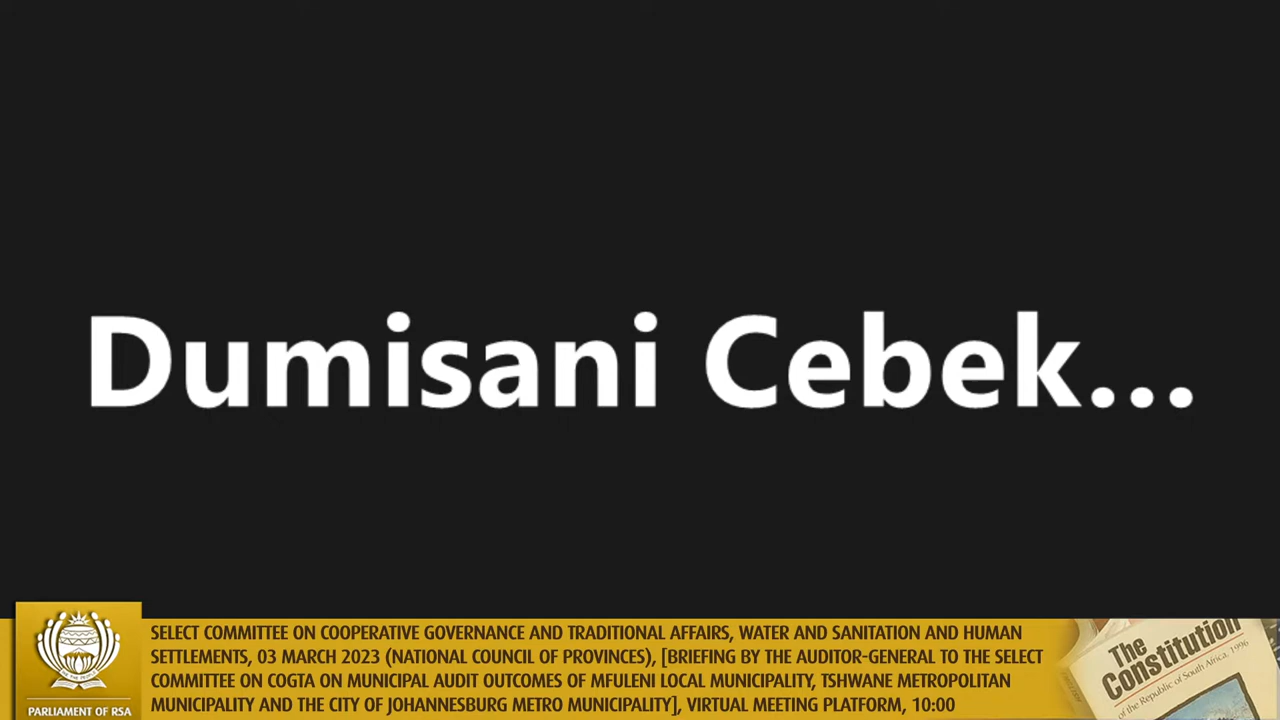 Dumisani Cebek...
SELECT COMMITTEE ON COOPERATIVE GOVERNANCE AND TRADITIONAL AFFAIRS, WATER AND SANITATION AND HUMAN
SETTLEMENTS, 03 MARCH 2023 (NATIONAL COUNCIL OF PROVINCES), [BRIEFING BY THE AUDITOR-GENERAL TO THE SELECT
COMMITTEE ON COGTA ON MUNICIPAL AUDIT OUTCOMES OF MFULENI LOCAL MUNICIPALITY, TSHWANE METROPOLITAN
MUNICIPALITY AND THE CITY OF JOHANNESBURG METRO MUNICIPALITY], VIRTUAL MEETING PLATFORM, 10:00
PARLIAMENT OF RSA
The
Constitution
of the Republic of South Africa, 1996